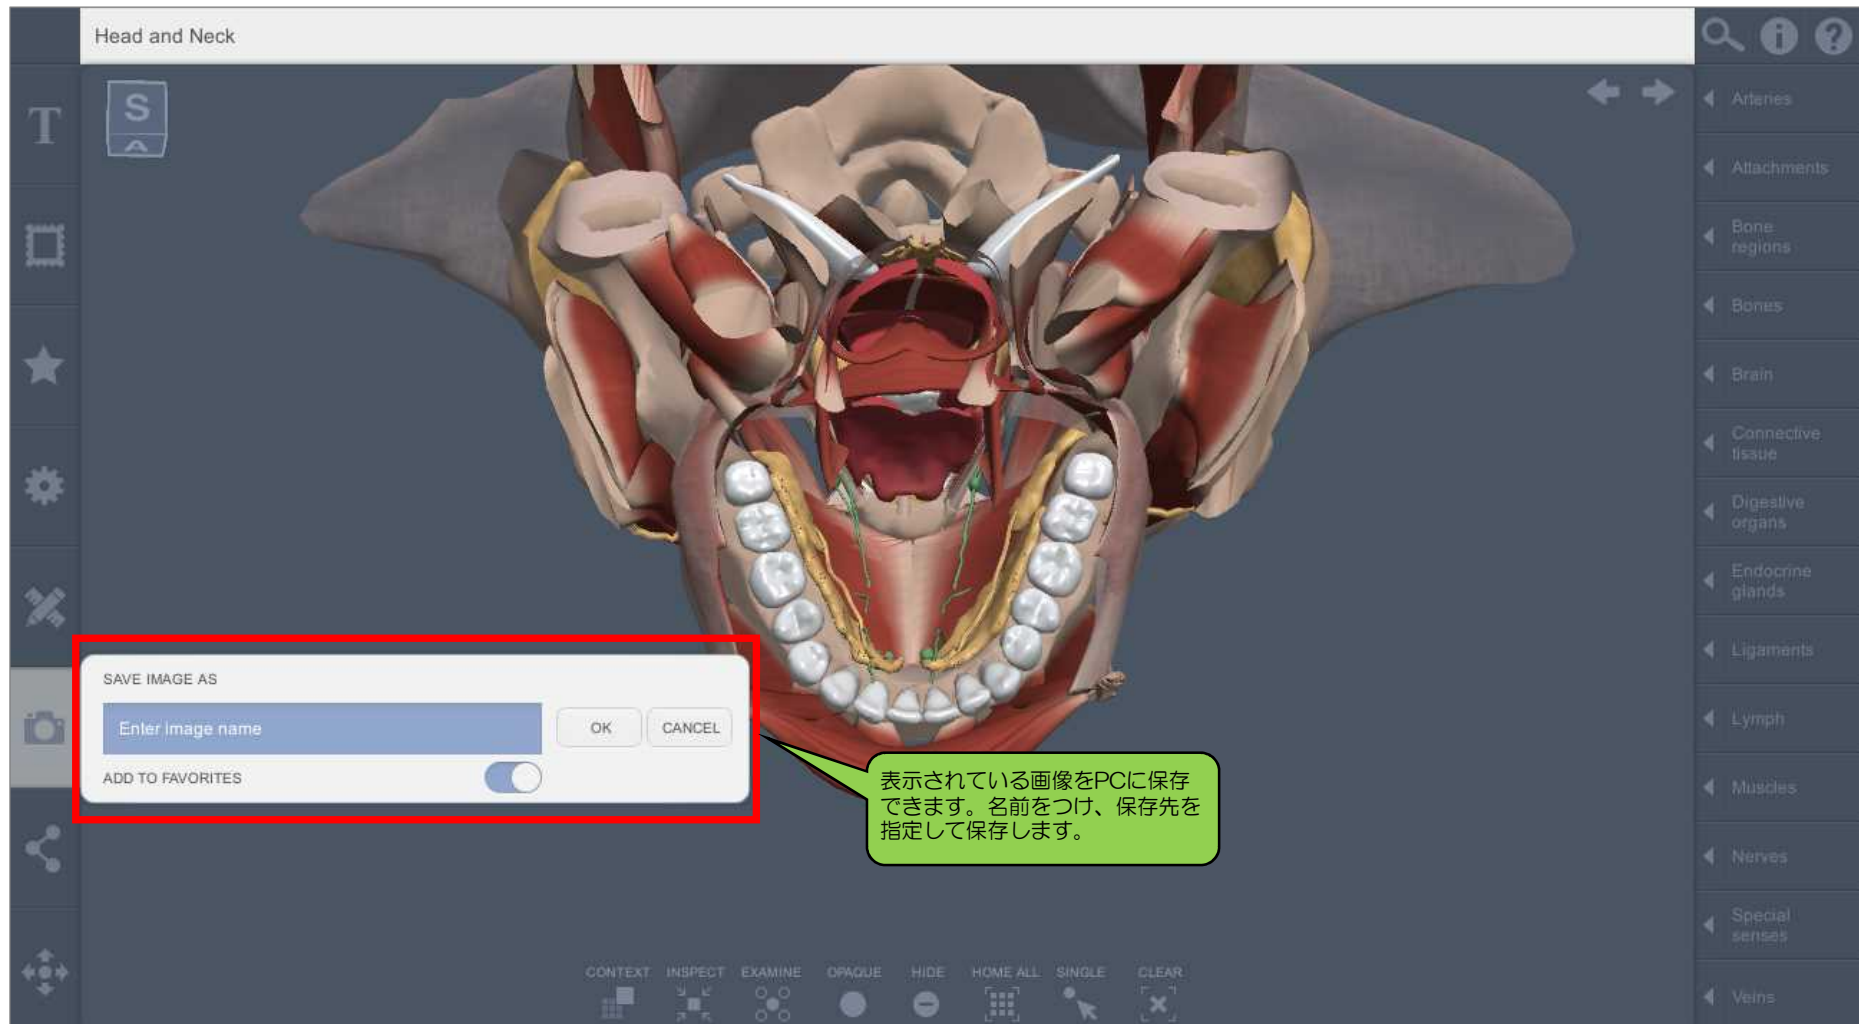 Head and Neck
T
S
A
Arteries
Attachments
Bone
regions
Bones
Brain
Connective
tissue
Digestive
organs
Endocrine
glands
Ligaments
Lymph
Muscles
Nerves
Special
senses
Veins
SAVE IMAGE AS
Enter image name
OK
CANCEL
ADD TO FAVORITES
表示されている画像をPCに保存
できます。名前をつけ、保存先を
指定して保存します。
CONTEXT
INSPECT
EXAMINE
OPAQUE
HIDE
HOME ALL
SINGLE
CLEAR